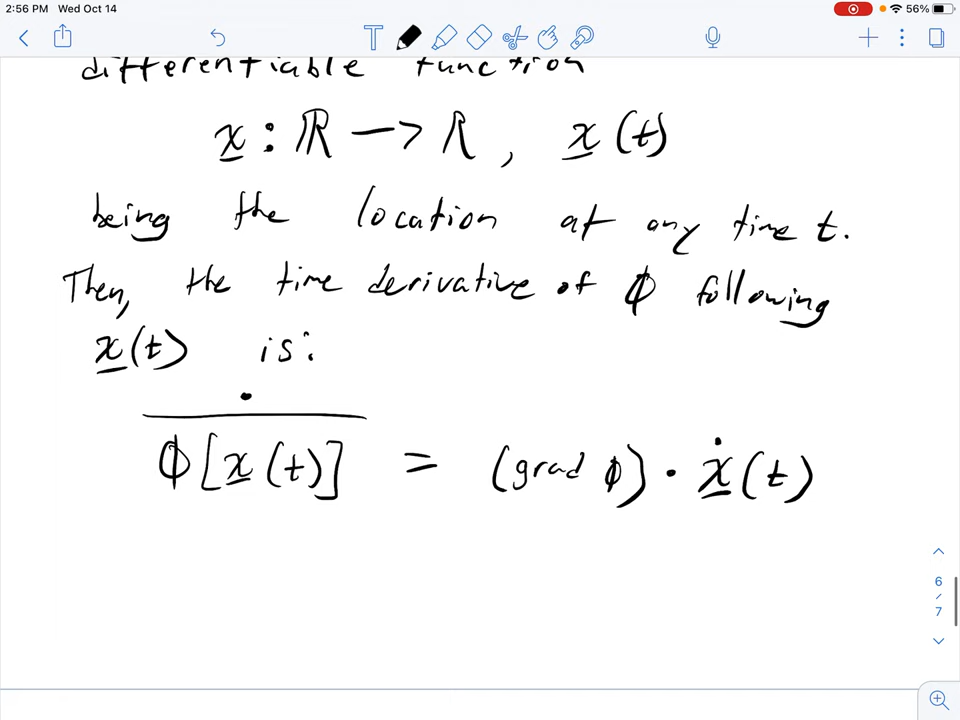 2:56 PM Wed Oct 14
56%
T
differentiable function
x̲ : ℝ → ℝ, x̲(t)
being the location at any time t.
Then, the time derivative of ϕ following
x̲(t) is:
˙
ϕ[x̲(t)] = (grad ϕ) · ẋ̲(t)
6
/
7